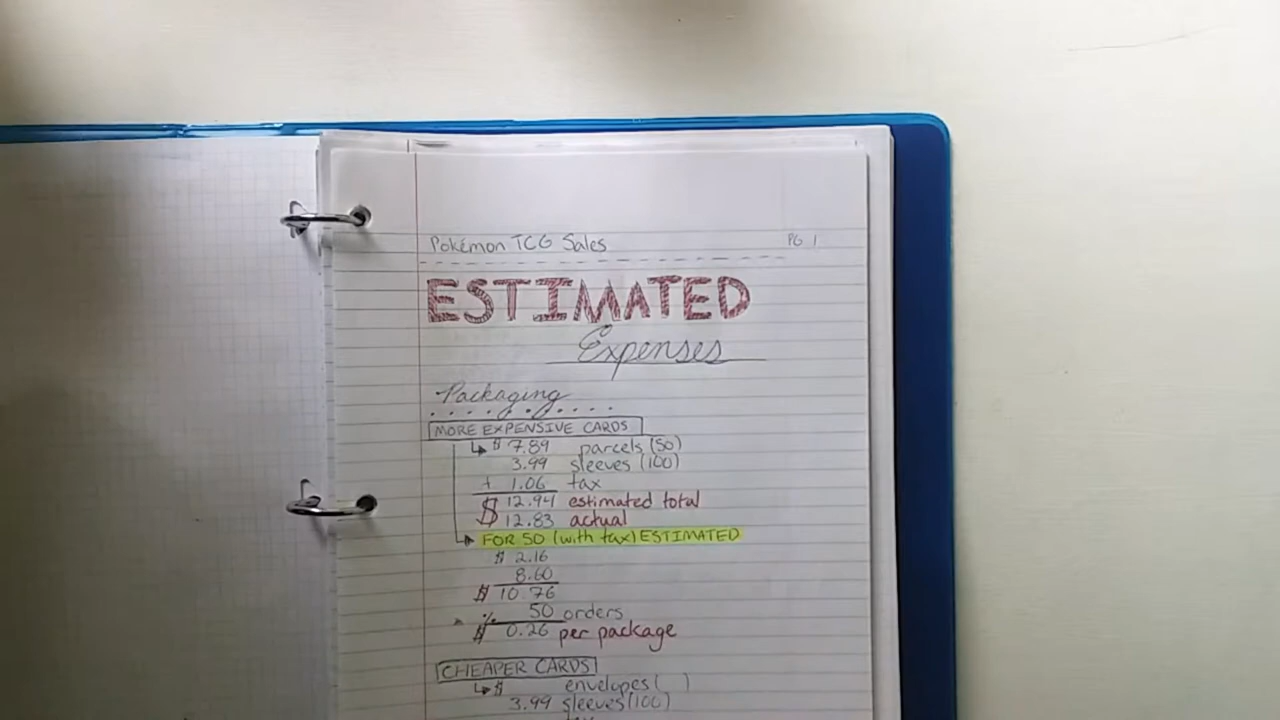 Pokémon TCG Sales PG 1
ESTIMATED
Expenses
Packaging
MORE EXPENSIVE CARDS
$ 7.89 parcels (50)
3.99 sleeves (100)
+ 1.06 tax
$ 12.94 estimated total
12.83 actual
FOR 50 (with tax) ESTIMATED
$ 2.16
8.60
$ 10.76
% 50 orders
$ 0.26 per package
CHEAPER CARDS
$ envelopes ( )
3.99 sleeves (100)